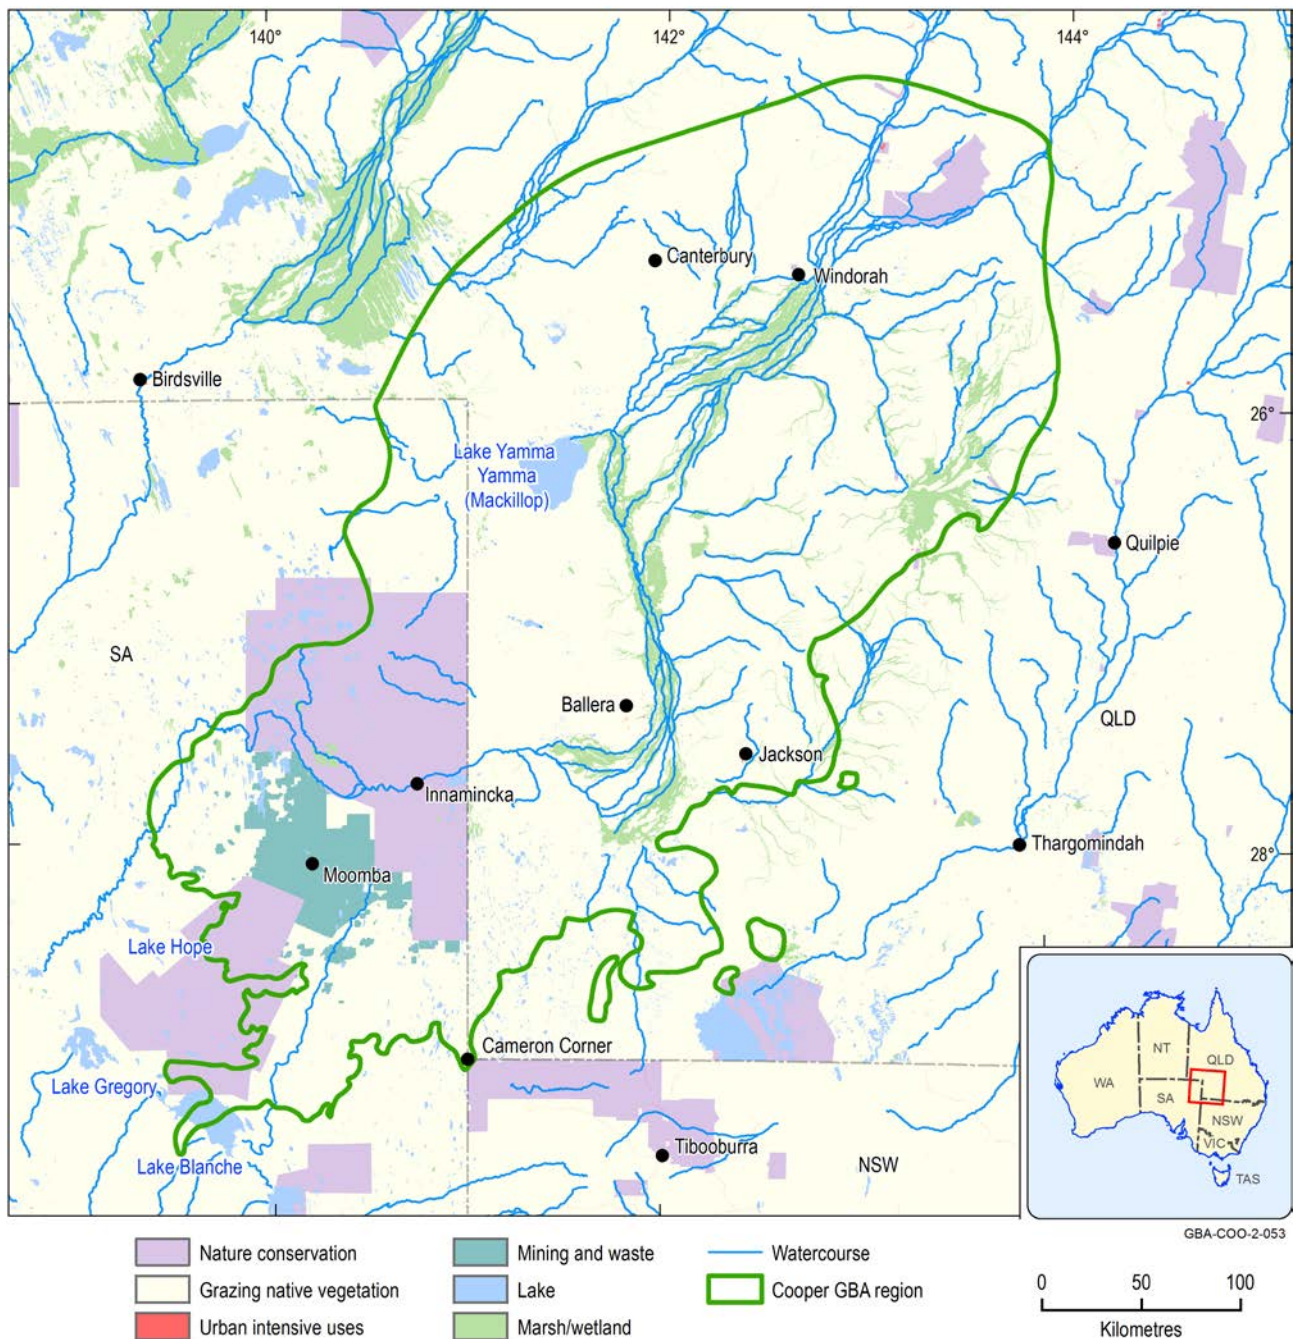 140°
142°
144°
Canterbury
Windorah
Birdsville
26°
Lake Yamma
Yamma
(Mackillop)
Quilpie
SA
Ballera
QLD
Jackson
Innamincka
Thargomindah
28°
Moomba
Lake Hope
Cameron Corner
Lake Gregory
Tibooburra
Lake Blanche
NSW
NT
QLD
WA
SA
NSW
VIC
TAS
GBA-COO-2-053
Nature conservation
Mining and waste
Watercourse
Grazing native vegetation
Lake
Cooper GBA region
Urban intensive uses
Marsh/wetland
0 50 100
Kilometres